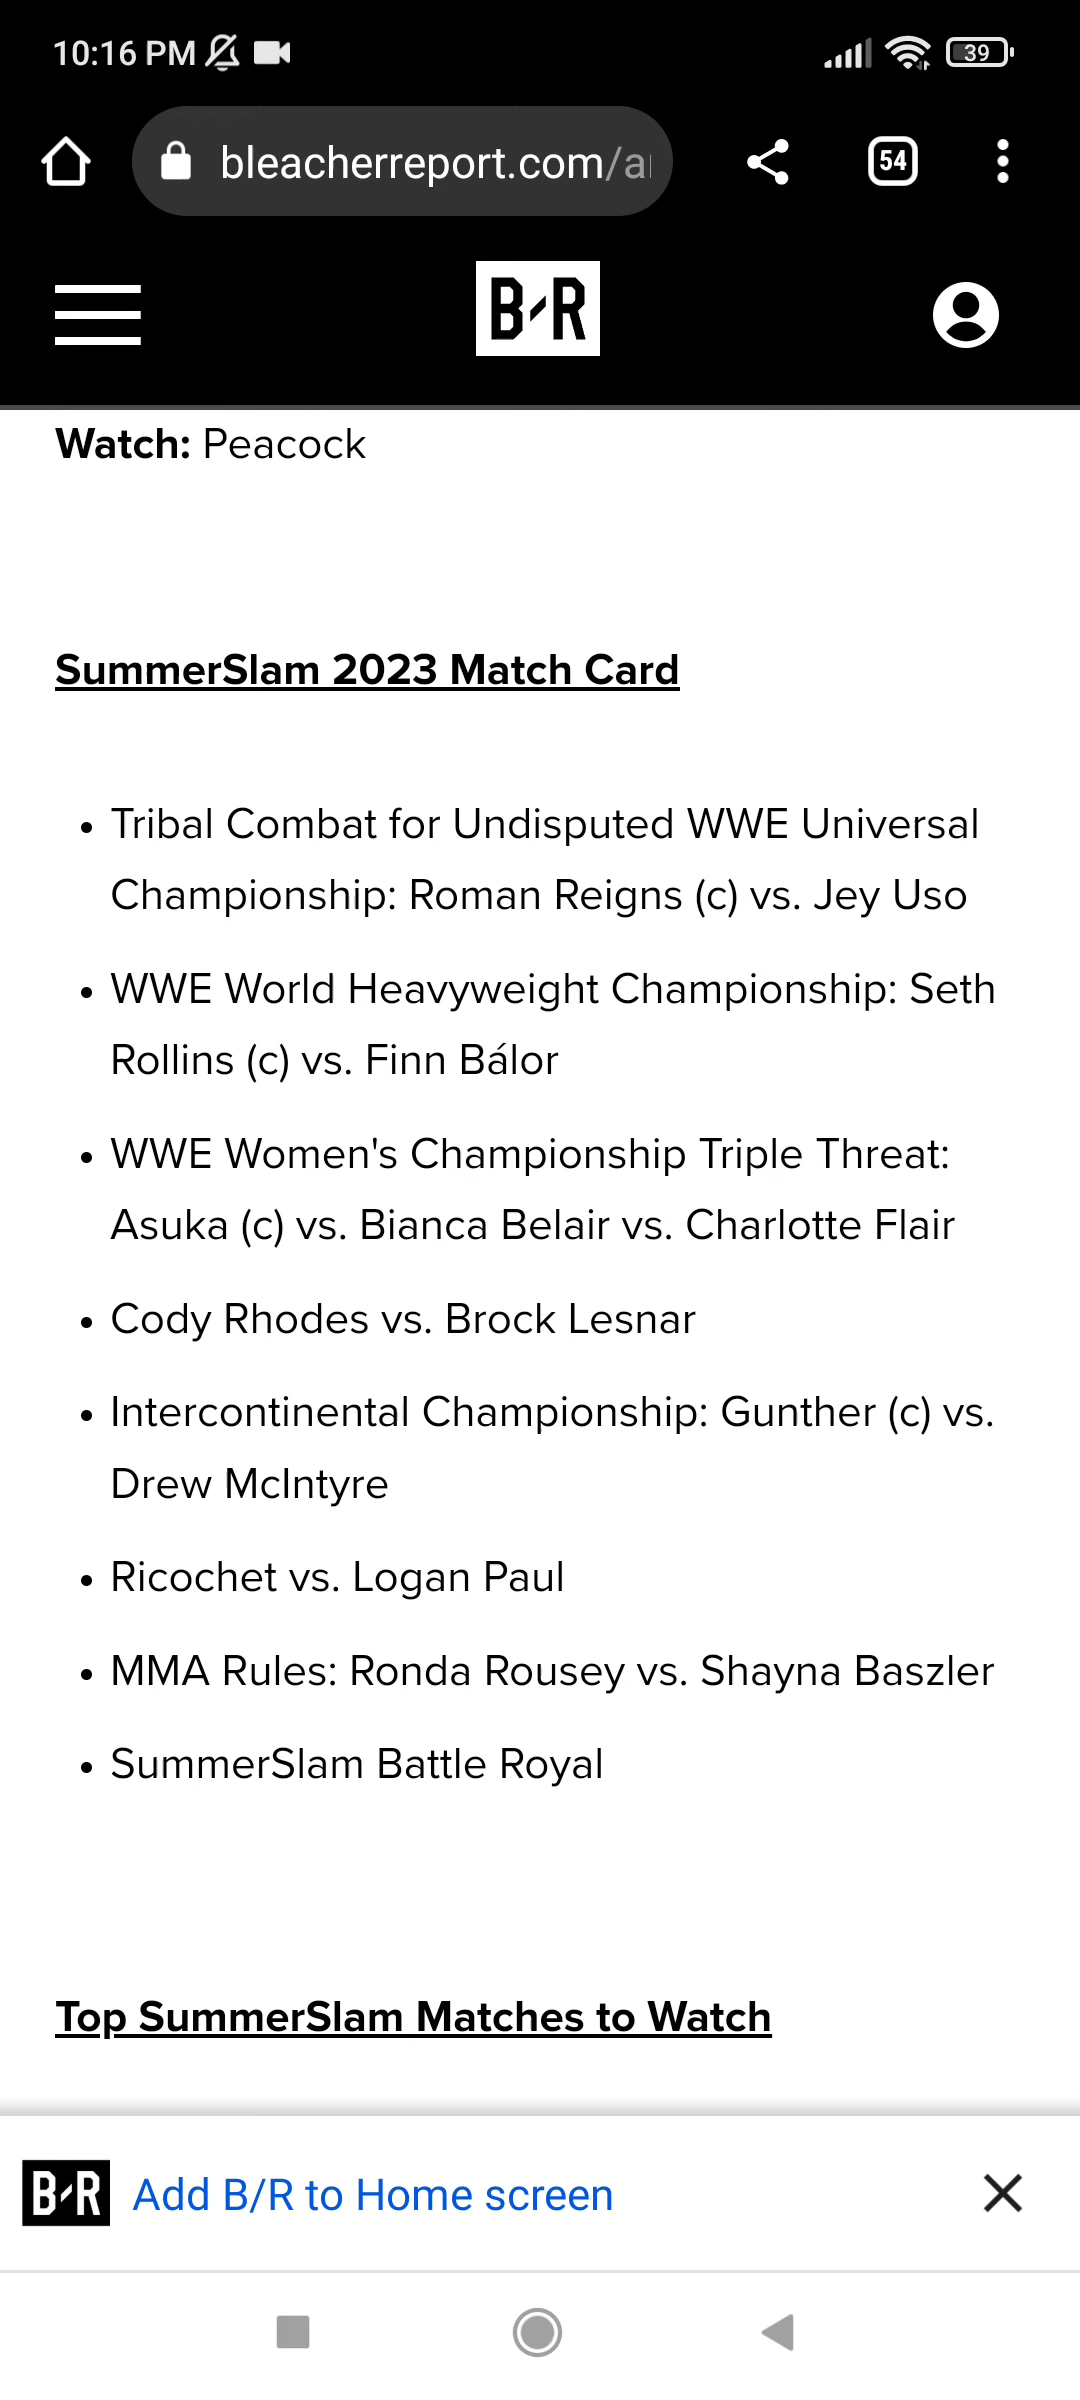 10:16 PM
39
bleacherreport.com/a
54
B/R
Watch: Peacock
SummerSlam 2023 Match Card
• Tribal Combat for Undisputed WWE Universal
Championship: Roman Reigns (c) vs. Jey Uso
• WWE World Heavyweight Championship: Seth
Rollins (c) vs. Finn Bálor
• WWE Women's Championship Triple Threat:
Asuka (c) vs. Bianca Belair vs. Charlotte Flair
• Cody Rhodes vs. Brock Lesnar
• Intercontinental Championship: Gunther (c) vs.
Drew McIntyre
• Ricochet vs. Logan Paul
• MMA Rules: Ronda Rousey vs. Shayna Baszler
• SummerSlam Battle Royal
Top SummerSlam Matches to Watch
B/R Add B/R to Home screen